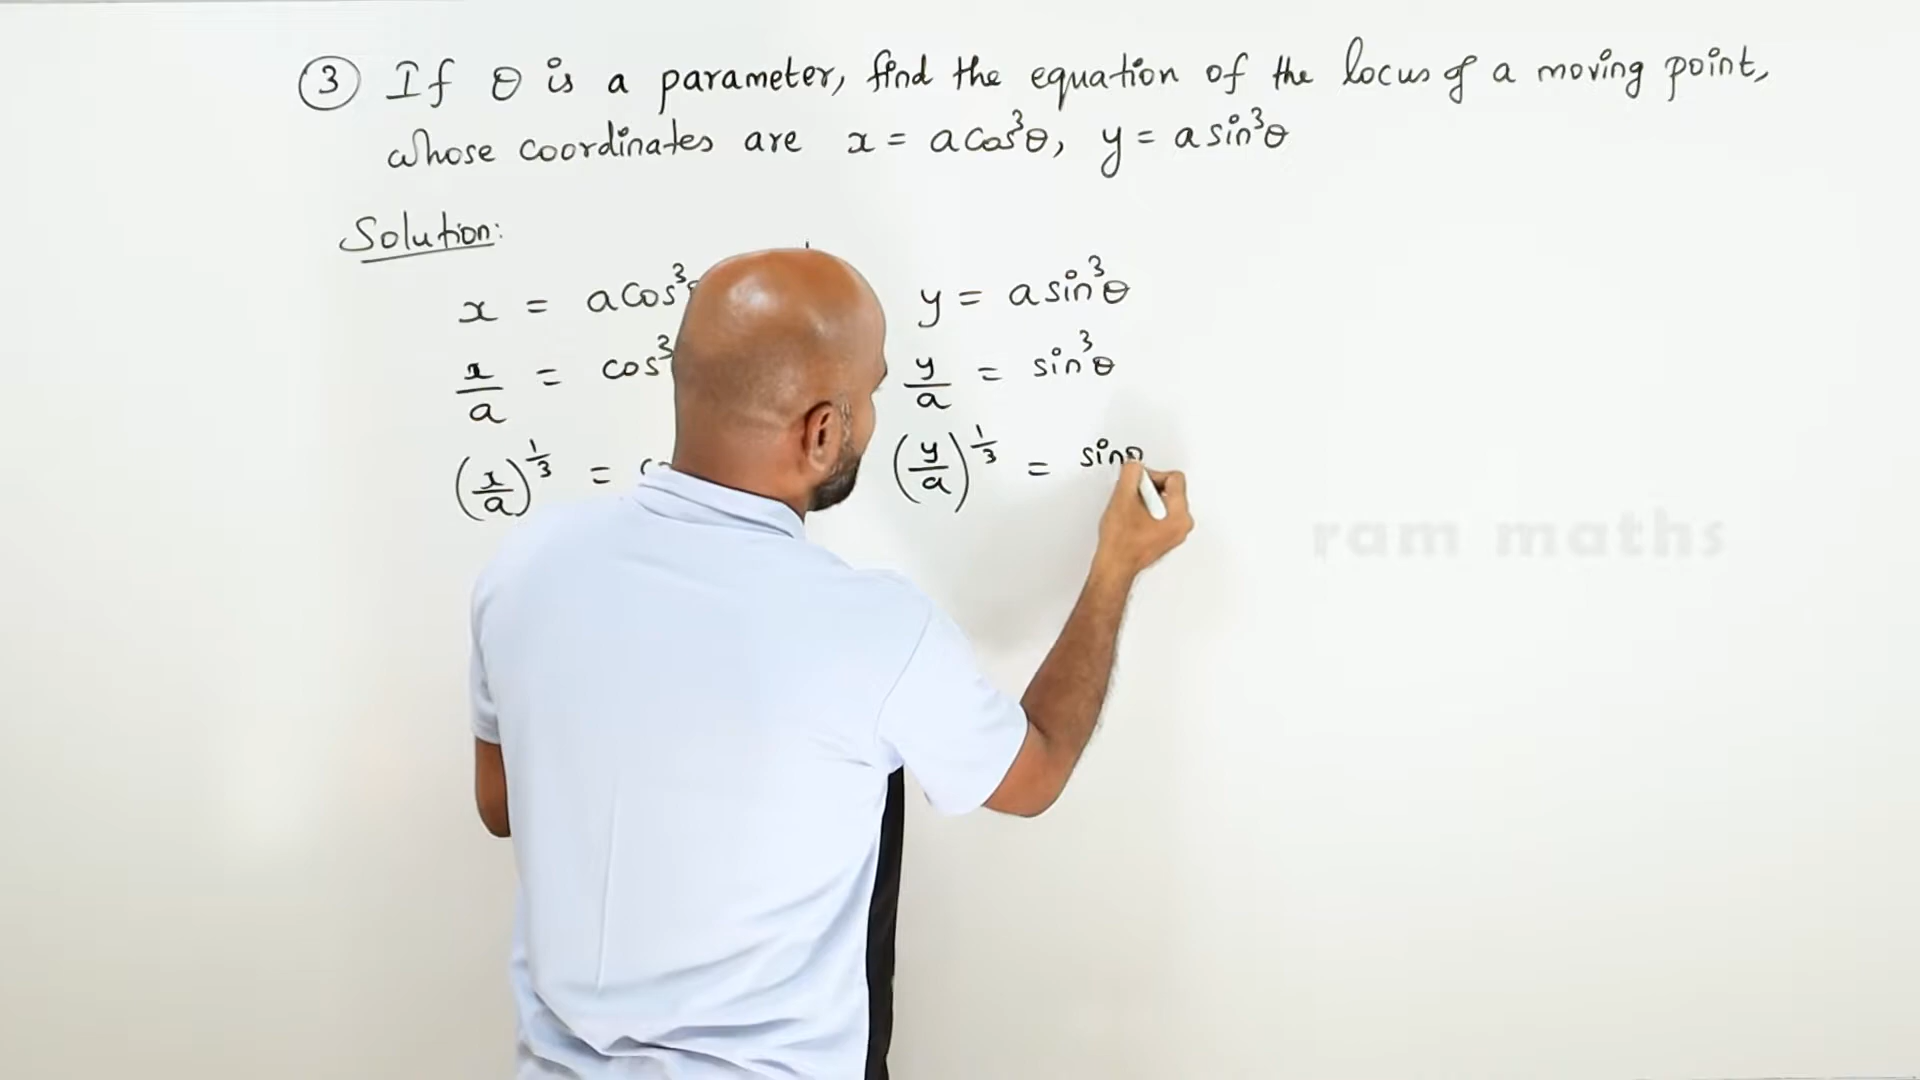 ③ If θ is a parameter, find the equation of the locus of a moving point,
whose coordinates are x = a cos³θ, y = a sin³θ
Solution:
x = a cos³ y = a sin³θ
x/a = cos³ y/a = sin³θ
(x/a)^(1/3) = (y/a)^(1/3) = sinθ
ram maths